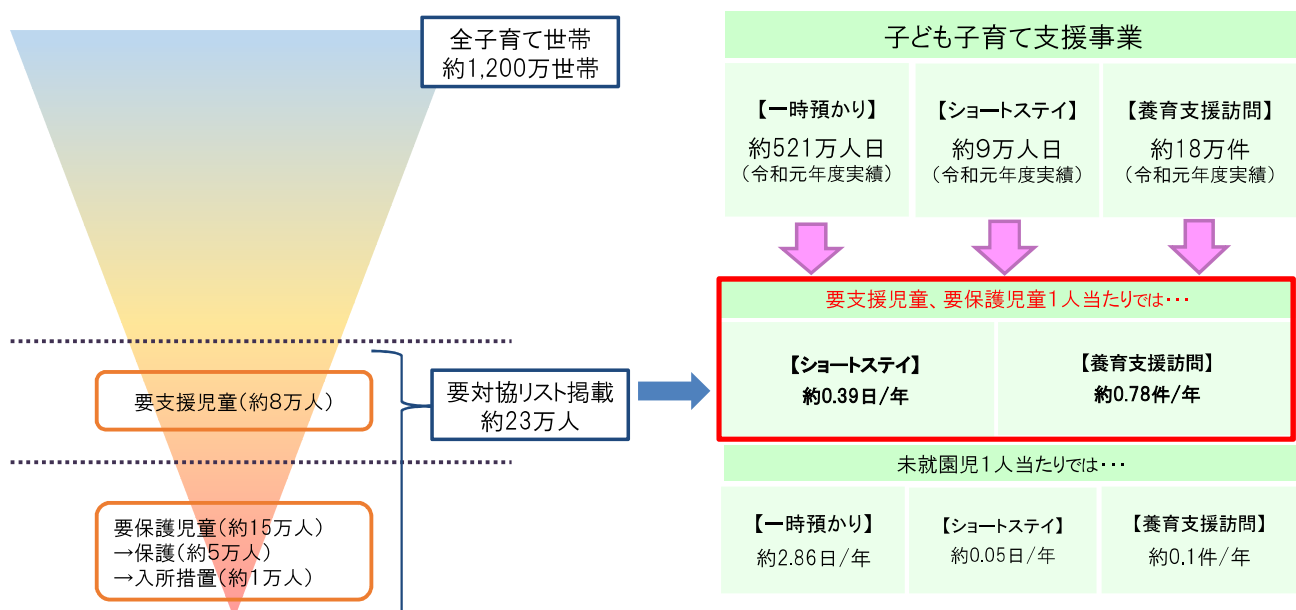 全子育て世帯
約1,200万世帯
要支援児童(約8万人)
要対協リスト掲載
約23万人
要保護児童(約15万人)
→保護(約5万人)
→入所措置(約1万人)
子ども子育て支援事業
【一時預かり】
約521万人日
(令和元年度実績)
【ショートステイ】
約9万人日
(令和元年度実績)
【養育支援訪問】
約18万件
(令和元年度実績)
要支援児童、要保護児童1人当たりでは・・・
【ショートステイ】
約0.39日/年
【養育支援訪問】
約0.78件/年
未就園児1人当たりでは・・・
【一時預かり】
約2.86日/年
【ショートステイ】
約0.05日/年
【養育支援訪問】
約0.1件/年